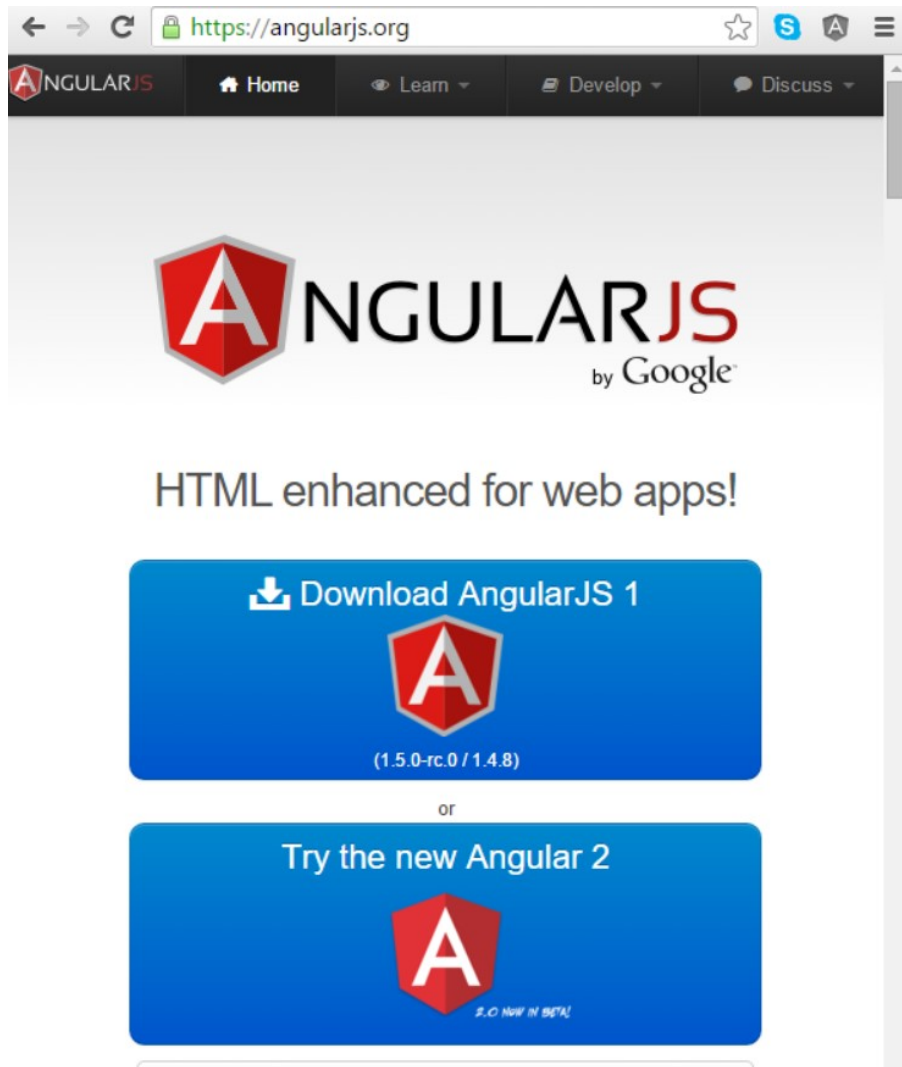 https://angularjs.org
ANGULARJS Home Learn Develop Discuss
ANGULARJS
by Google
HTML enhanced for web apps!
Download AngularJS 1
(1.5.0-rc.0 / 1.4.8)
or
Try the new Angular 2
2.0 NOW IN BETA!